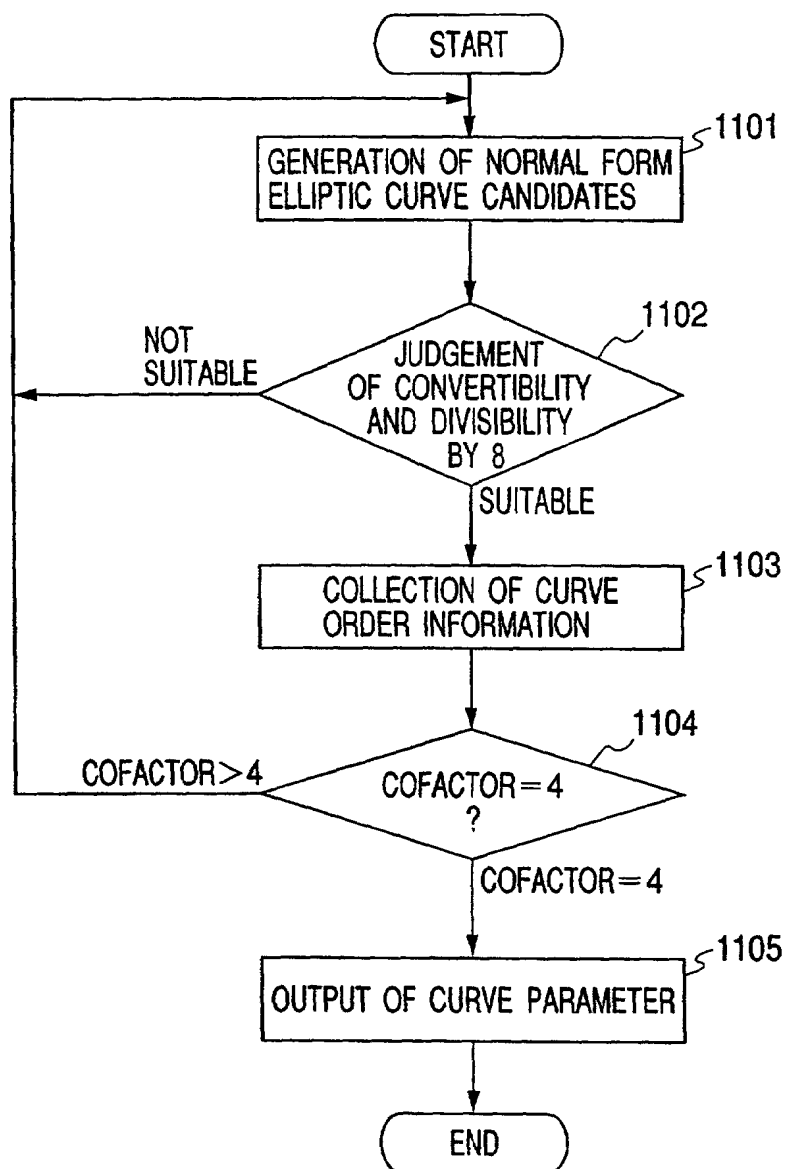 START
1101
GENERATION OF NORMAL FORM
ELLIPTIC CURVE CANDIDATES
1102
NOT
SUITABLE
JUDGEMENT
OF CONVERTIBILITY
AND DIVISIBILITY
BY 8
SUITABLE
1103
COLLECTION OF CURVE
ORDER INFORMATION
1104
COFACTOR>4
COFACTOR=4
?
COFACTOR=4
1105
OUTPUT OF CURVE PARAMETER
END